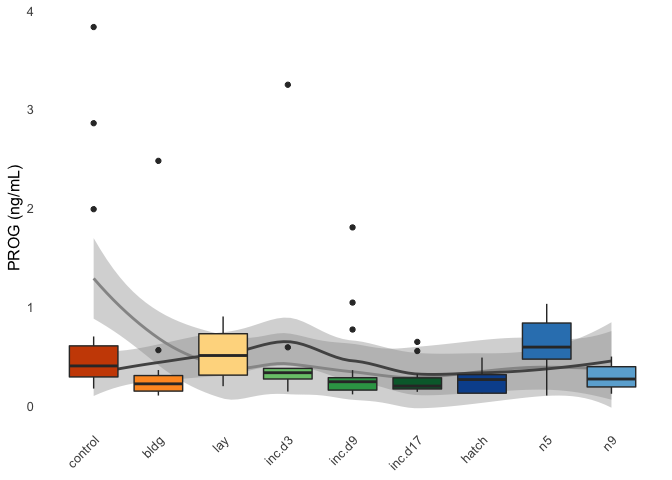 4
3
2
1
0
PROG (ng/mL)
control
bldg
lay
inc.d3
inc.d9
inc.d17
hatch
n5
n9